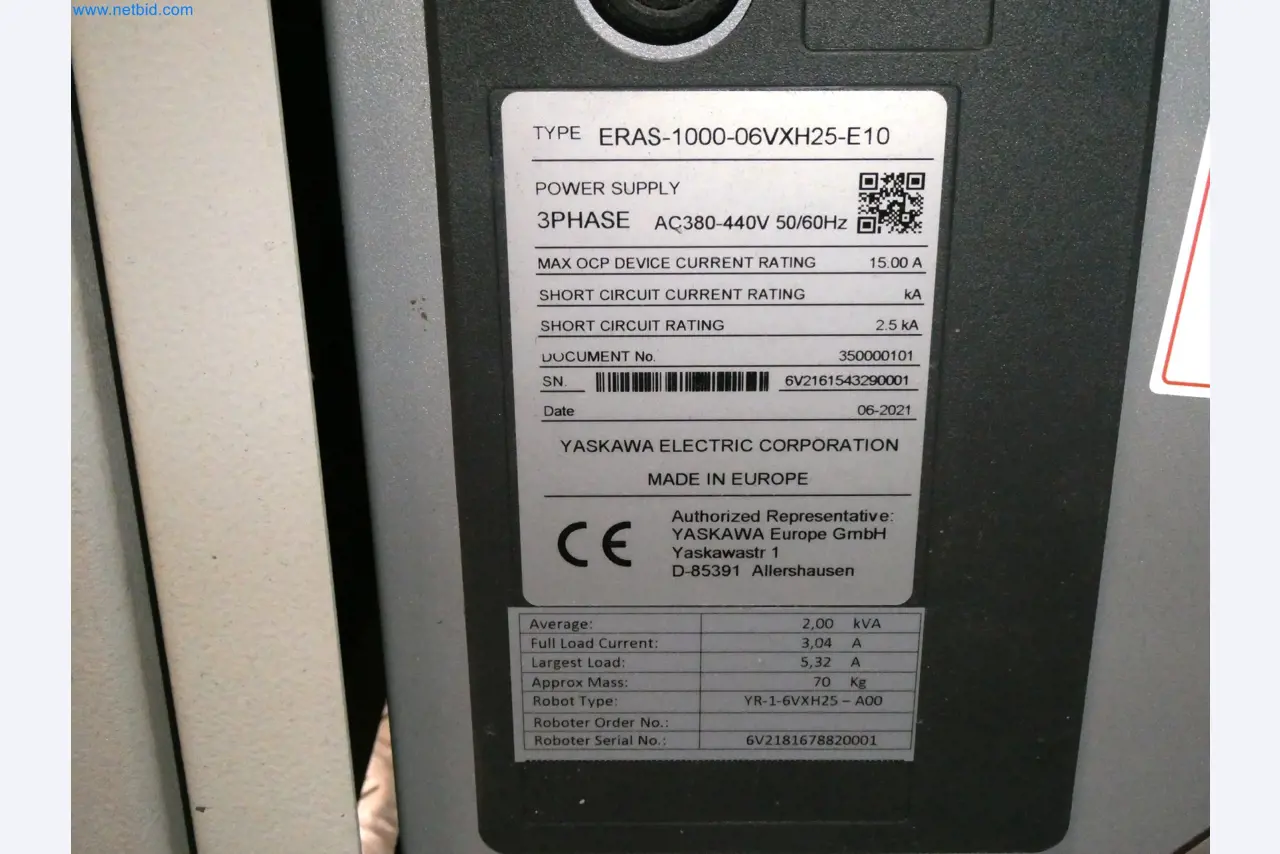 www.netbid.com
TYPE ERAS-1000-06VXH25-E10
POWER SUPPLY
3PHASE AC380-440V 50/60Hz
MAX OCP DEVICE CURRENT RATING 15.00 A
SHORT CIRCUIT CURRENT RATING kA
SHORT CIRCUIT RATING 2.5 kA
DOCUMENT No. 350000101
SN. 6V2161543290001
Date 06-2021
YASKAWA ELECTRIC CORPORATION
MADE IN EUROPE
CE
Authorized Representative:
YASKAWA Europe GmbH
Yaskawastr 1
D-85391 Allershausen
Average: 2,00 kVA
Full Load Current: 3,04 A
Largest Load: 5,32 A
Approx Mass: 70 Kg
Robot Type: YR-1-6VXH25 – A00
Roboter Order No.:
Roboter Serial No.: 6V2181678820001